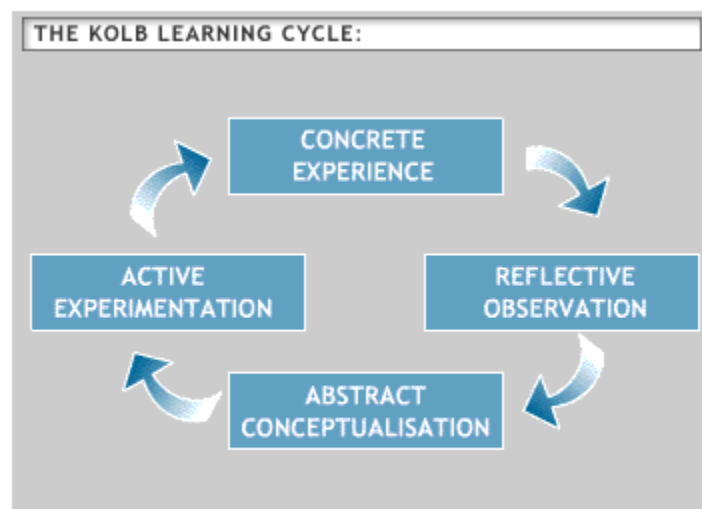 THE KOLB LEARNING CYCLE:
CONCRETE
EXPERIENCE
REFLECTIVE
OBSERVATION
ABSTRACT
CONCEPTUALISATION
ACTIVE
EXPERIMENTATION